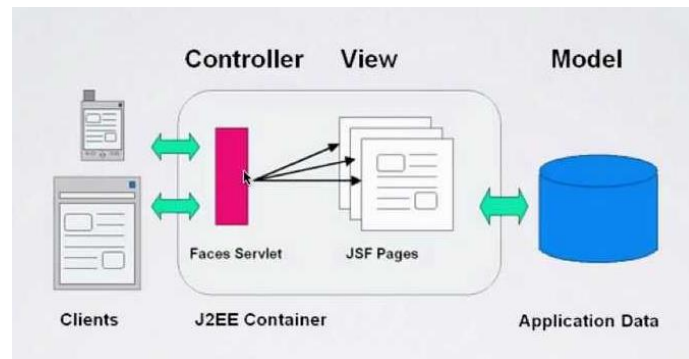 Controller View Model
Faces Servlet JSF Pages
Clients J2EE Container Application Data